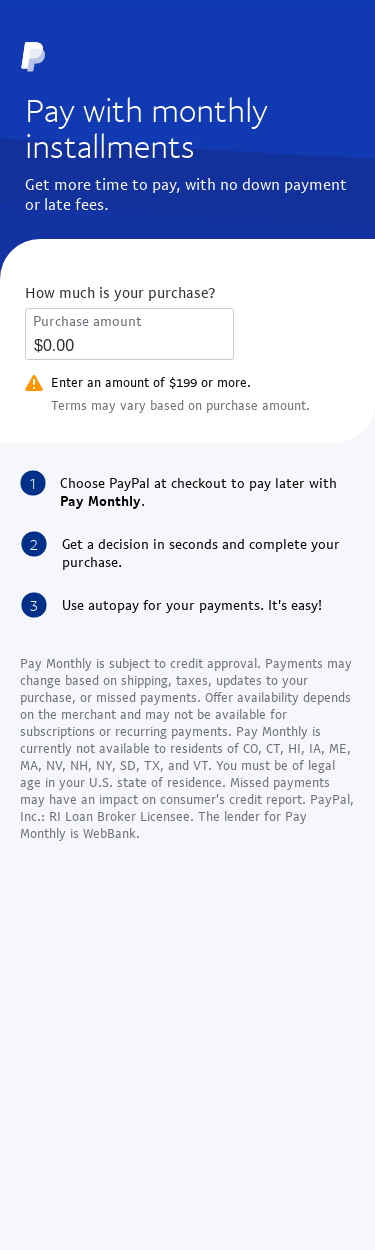 Pay with monthly
installments
Get more time to pay, with no down payment
or late fees.
How much is your purchase?
Purchase amount
$0.00
Enter an amount of $199 or more.
Terms may vary based on purchase amount.
1 Choose PayPal at checkout to pay later with
Pay Monthly.
2 Get a decision in seconds and complete your
purchase.
3 Use autopay for your payments. It's easy!
Pay Monthly is subject to credit approval. Payments may
change based on shipping, taxes, updates to your
purchase, or missed payments. Offer availability depends
on the merchant and may not be available for
subscriptions or recurring payments. Pay Monthly is
currently not available to residents of CO, CT, HI, IA, ME,
MA, NV, NH, NY, SD, TX, and VT. You must be of legal
age in your U.S. state of residence. Missed payments
may have an impact on consumer's credit report. PayPal,
Inc.: RI Loan Broker Licensee. The lender for Pay
Monthly is WebBank.